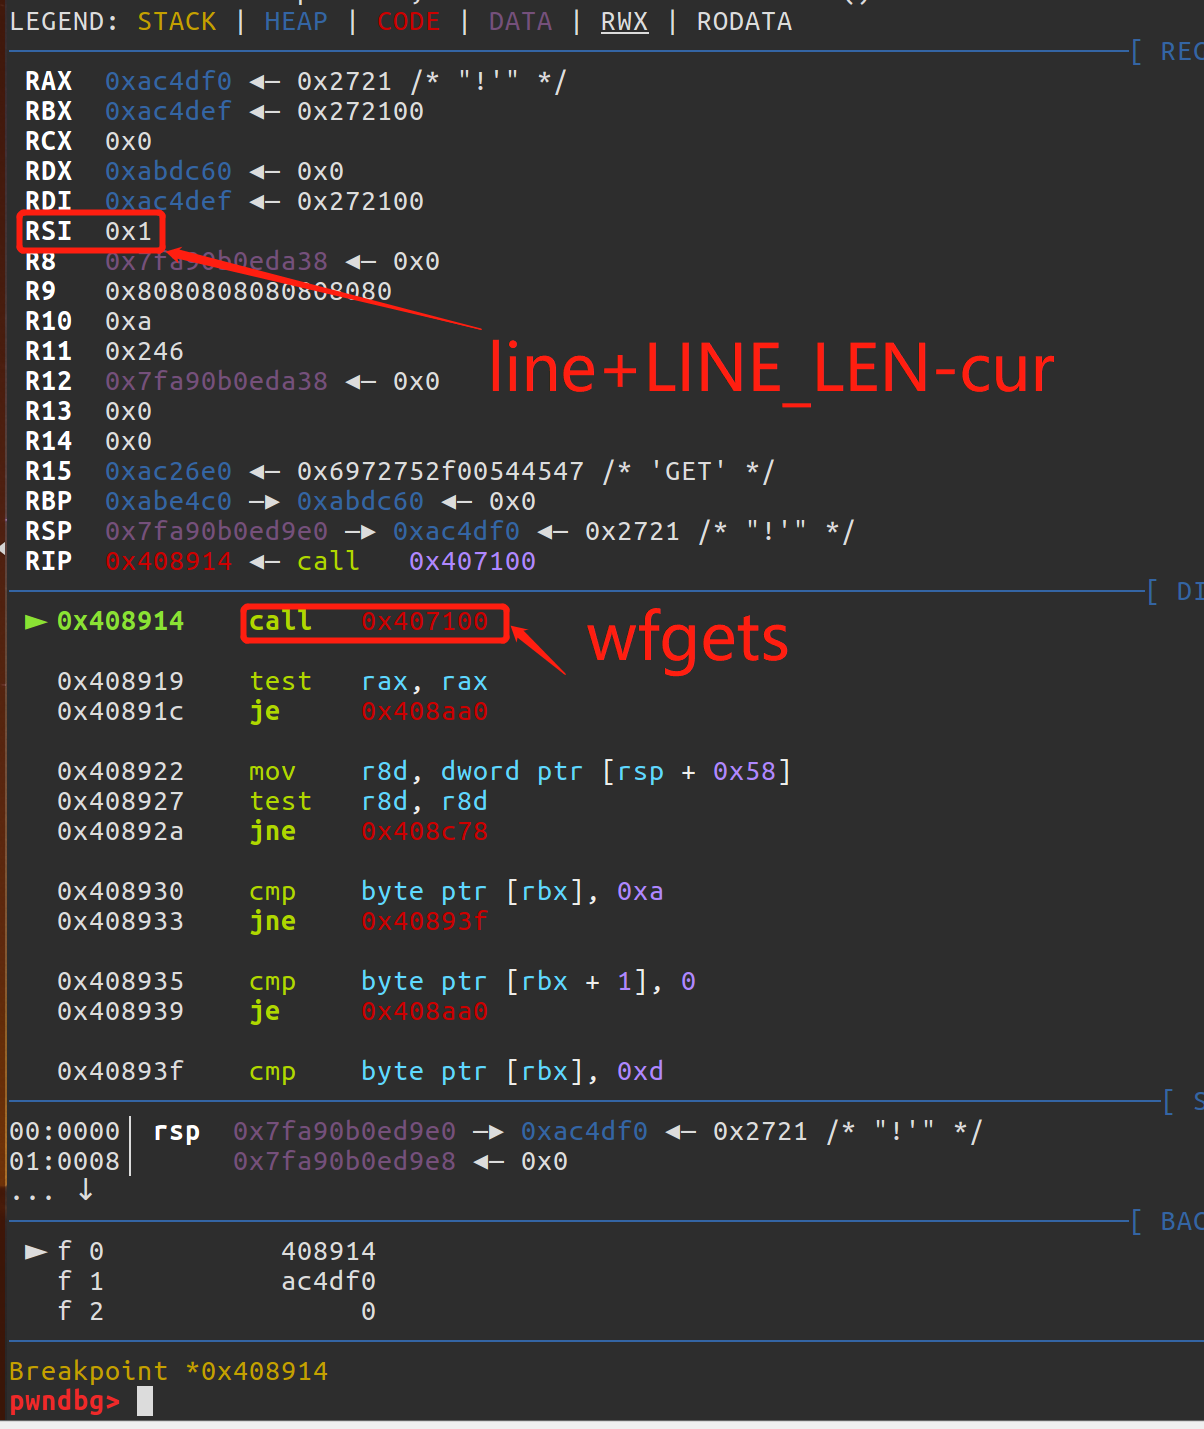 LEGEND: STACK | HEAP | CODE | DATA | RWX | RODATA
[ REC
RAX 0xac4df0 ◂— 0x2721 /* "!'" */
RBX 0xac4def ◂— 0x272100
RCX 0x0
RDX 0xabdc60 ◂— 0x0
RDI 0xac4def ◂— 0x272100
RSI 0x1
R8 0x7fa90b0eda38 ◂— 0x0
R9 0x8080808080808080
R10 0xa
line+LINE_LEN-cur
R11 0x246
R12 0x7fa90b0eda38 ◂— 0x0
R13 0x0
R14 0x0
R15 0xac26e0 ◂— 0x6972752f00544547 /* 'GET' */
RBP 0xabe4c0 —▸ 0xabdc60 ◂— 0x0
RSP 0x7fa90b0ed9e0 —▸ 0xac4df0 ◂— 0x2721 /* "!'" */
RIP 0x408914 ◂— call 0x407100
[ DI
► 0x408914 call 0x407100
wfgets
0x408919 test rax, rax
0x40891c je 0x408aa0
0x408922 mov r8d, dword ptr [rsp + 0x58]
0x408927 test r8d, r8d
0x40892a jne 0x408c78
0x408930 cmp byte ptr [rbx], 0xa
0x408933 jne 0x40893f
0x408935 cmp byte ptr [rbx + 1], 0
0x408939 je 0x408aa0
0x40893f cmp byte ptr [rbx], 0xd
[ S
00:0000│ rsp 0x7fa90b0ed9e0 —▸ 0xac4df0 ◂— 0x2721 /* "!'" */
01:0008│ 0x7fa90b0ed9e8 ◂— 0x0
... ↓
[ BAC
► f 0 408914
f 1 ac4df0
f 2 0
Breakpoint *0x408914
pwndbg>